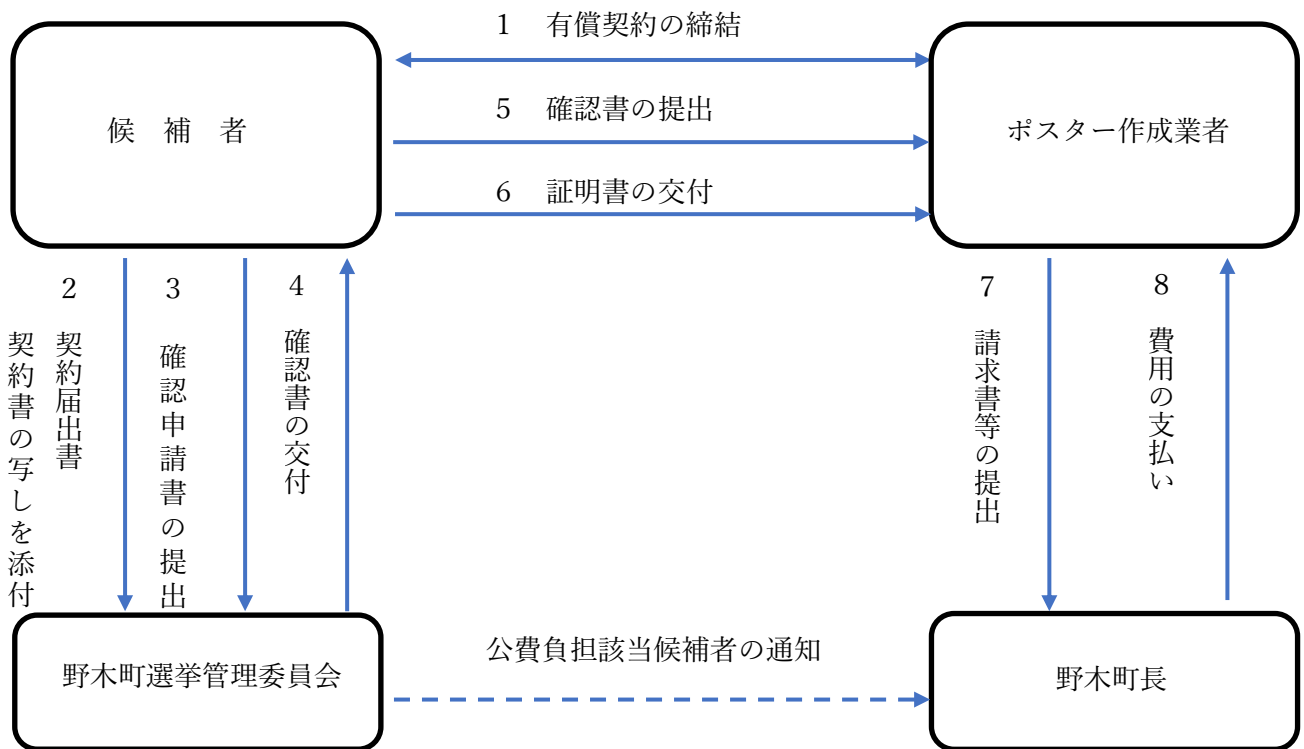 1 有償契約の締結
候 補 者
ポスター作成業者
5 確認書の提出
6 証明書の交付
2 契約届出書
契約書の写しを添付
3 確認申請書の提出
4 確認書の交付
7 請求書等の提出
8 費用の支払い
野木町選挙管理委員会
公費負担該当候補者の通知
野木町長